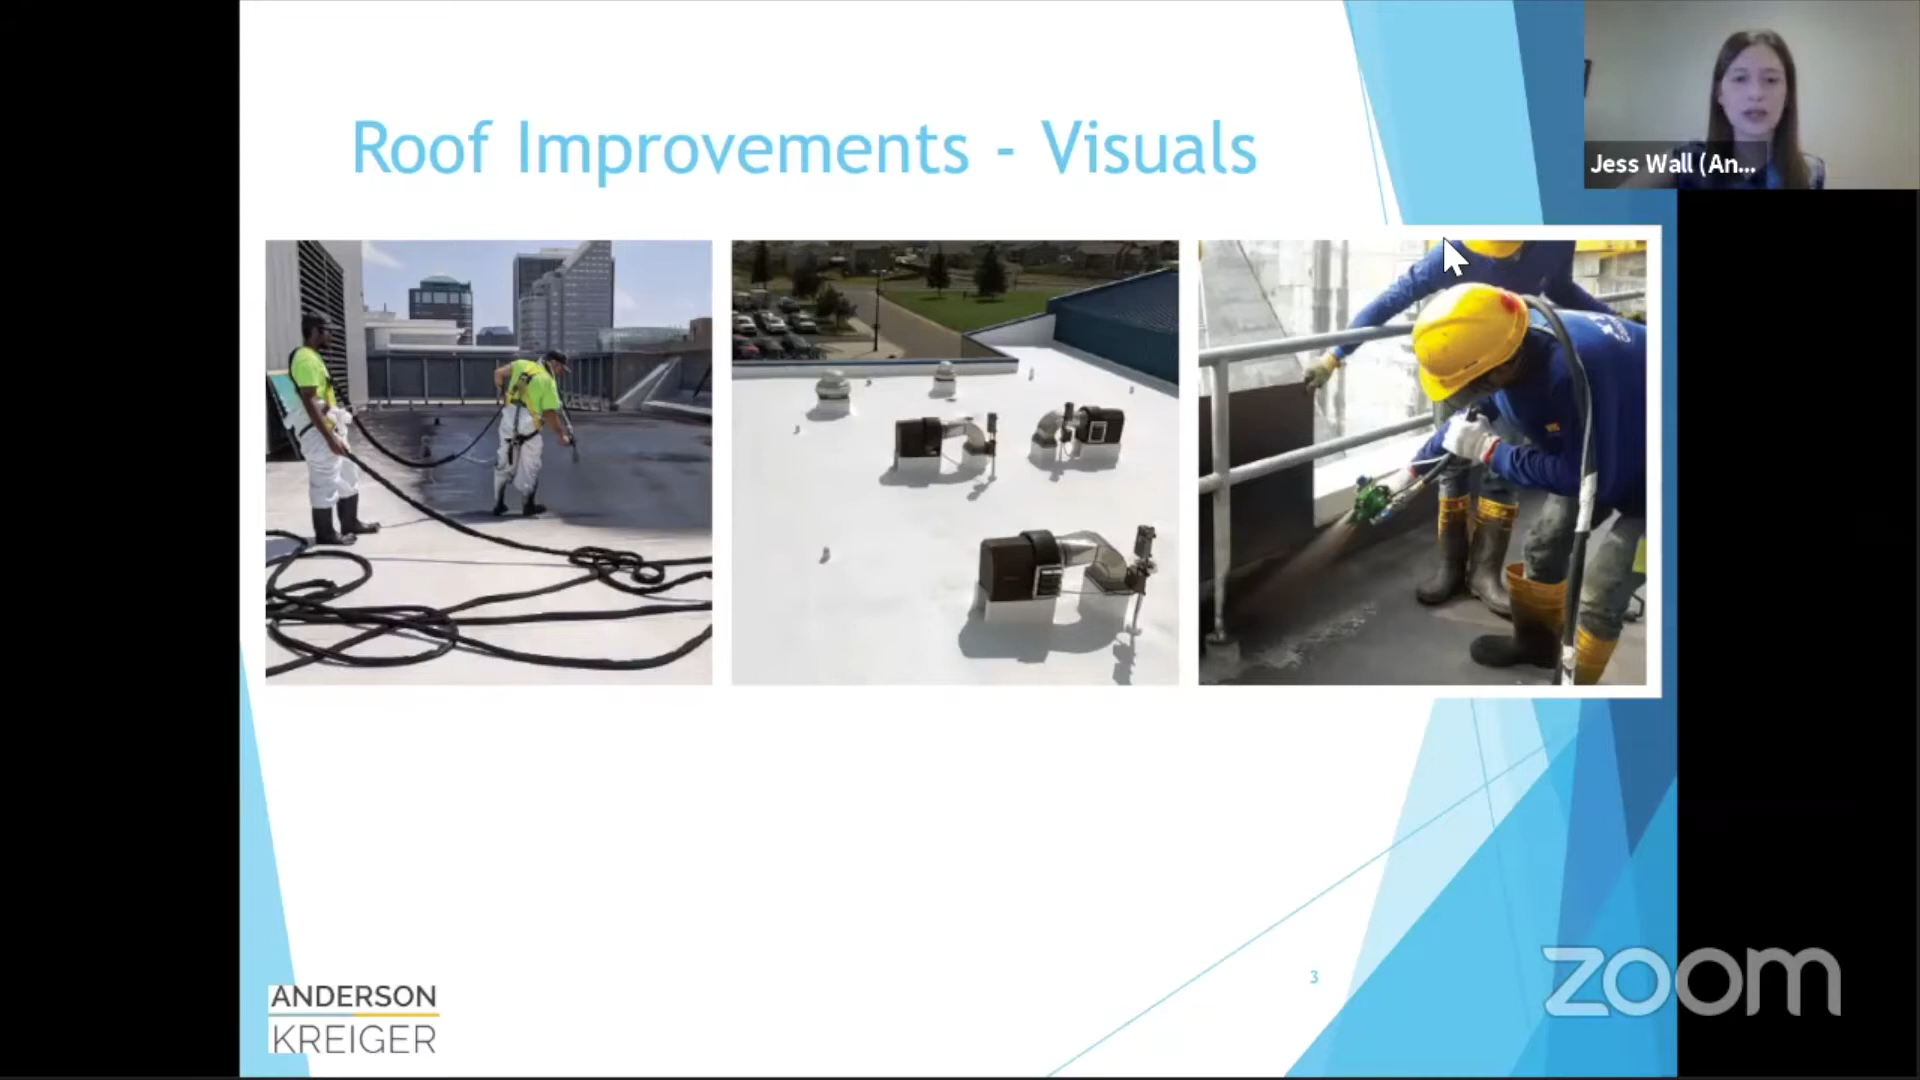 Roof Improvements - Visuals
Jess Wall (An...
3
ANDERSON
KREIGER
zoom